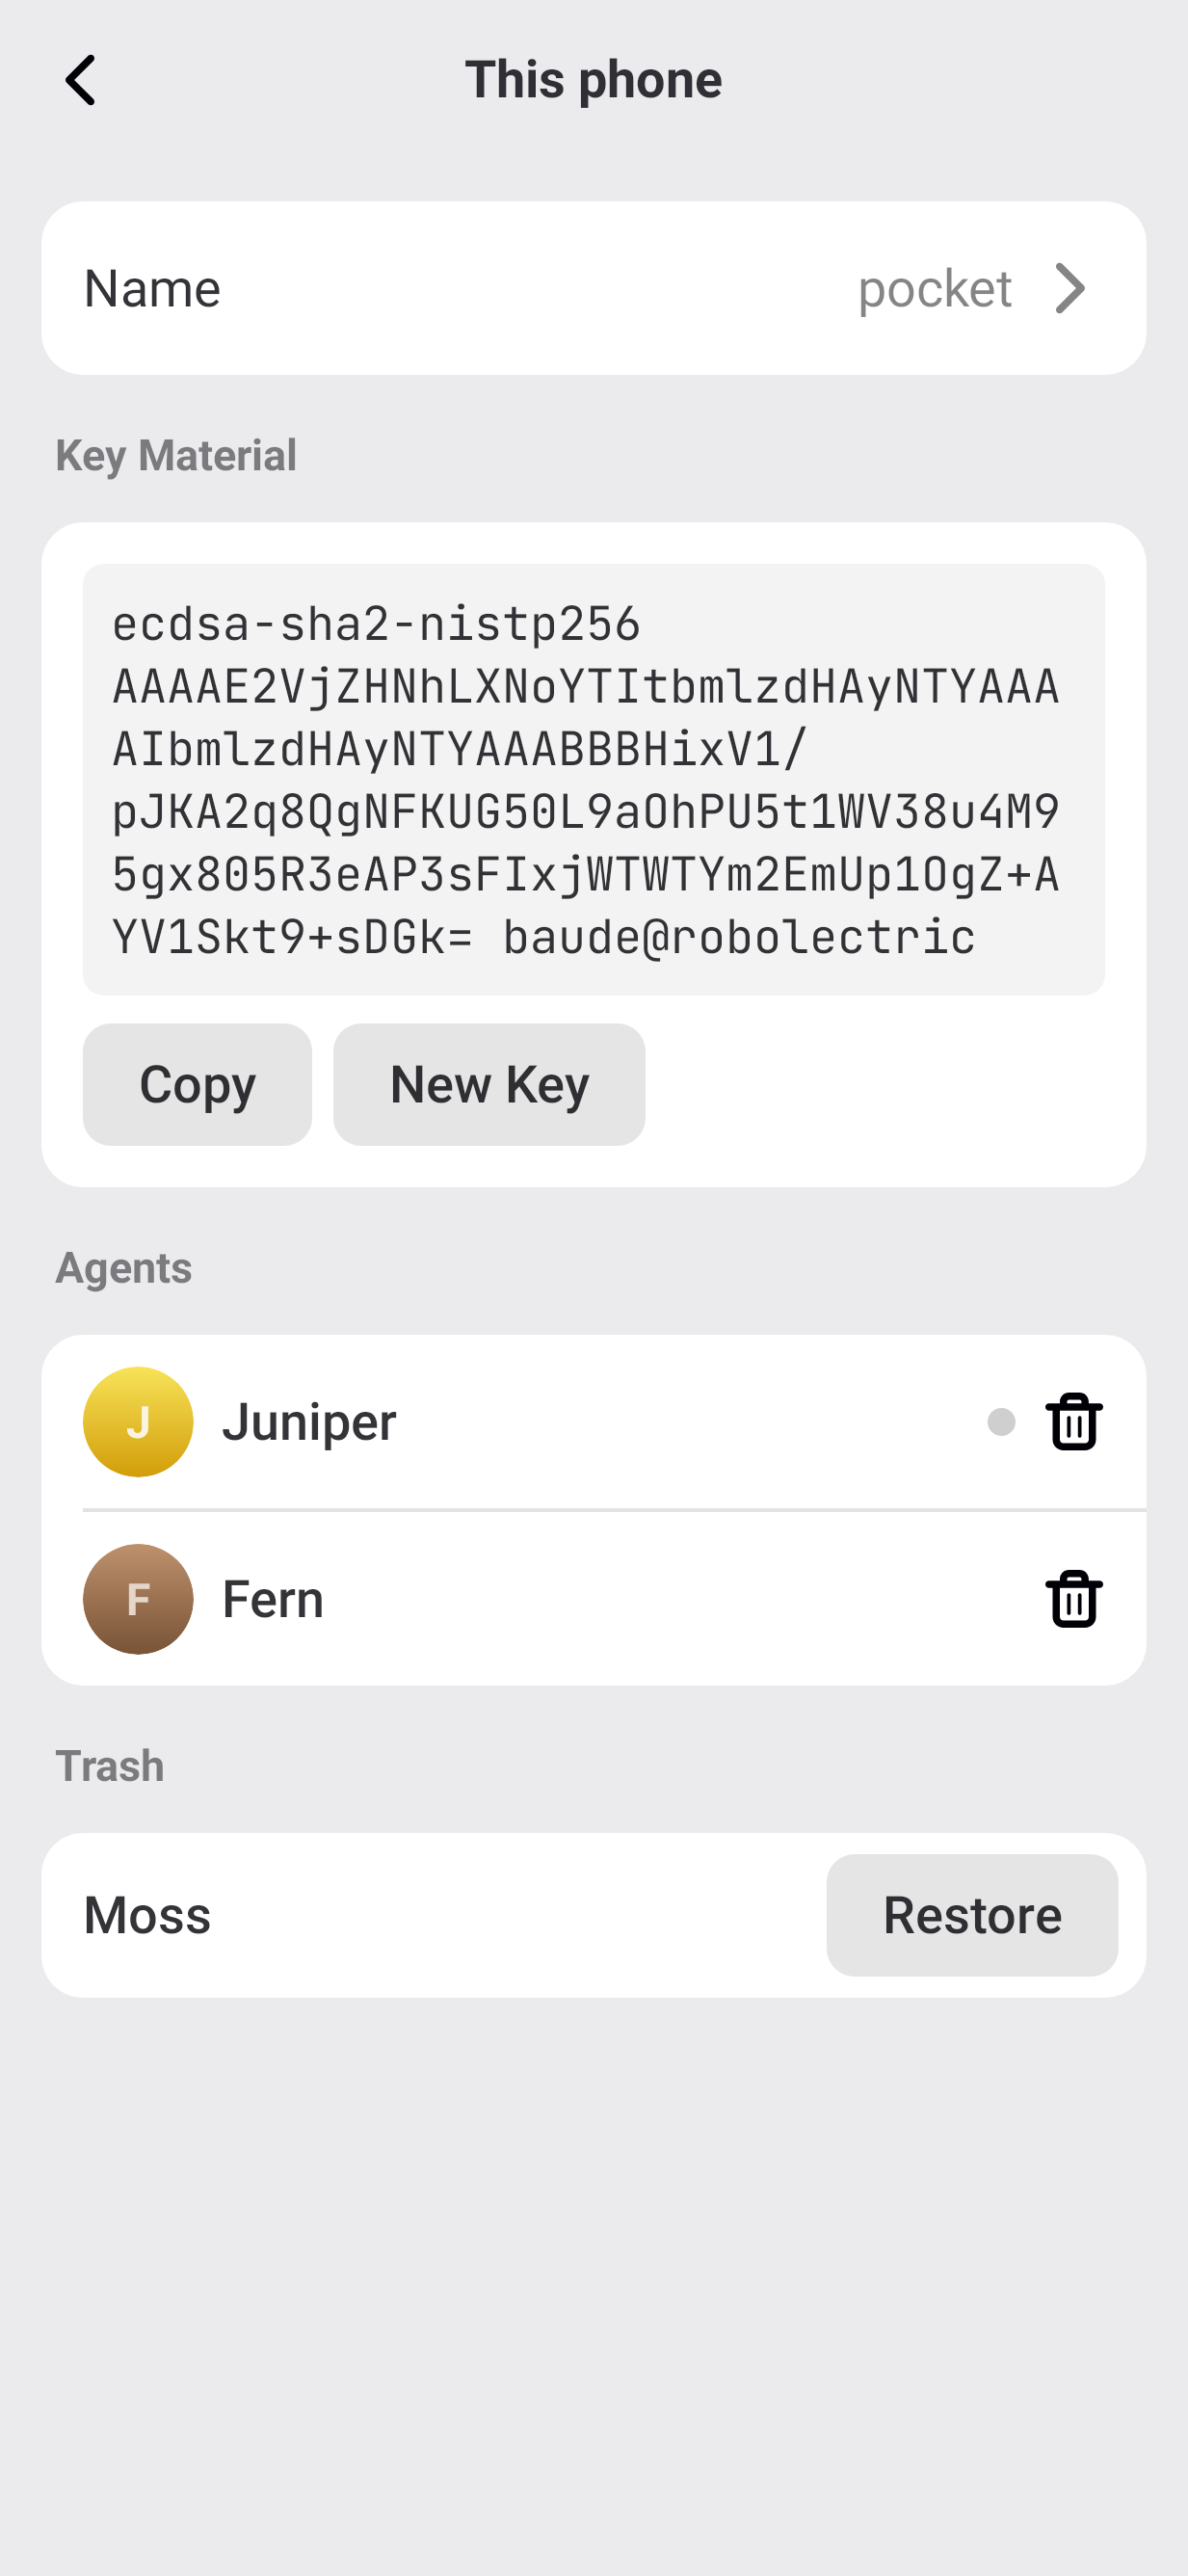 This phone
Name
pocket
Key Material
ecdsa-sha2-nistp256
AAAAE2VjZHNhLXNoYTItbmlzdHAyNTYAAA
AIbmlzdHAyNTYAAABBBHixV1/
pJKA2q8QgNFKUG50L9aOhPU5t1WV38u4M9
5gx805R3eAP3sFIxjWTWTYm2EmUp1OgZ+A
YV1Skt9+sDGk= baude@robolectric
Copy
New Key
Agents
J
Juniper
F
Fern
Trash
Moss
Restore